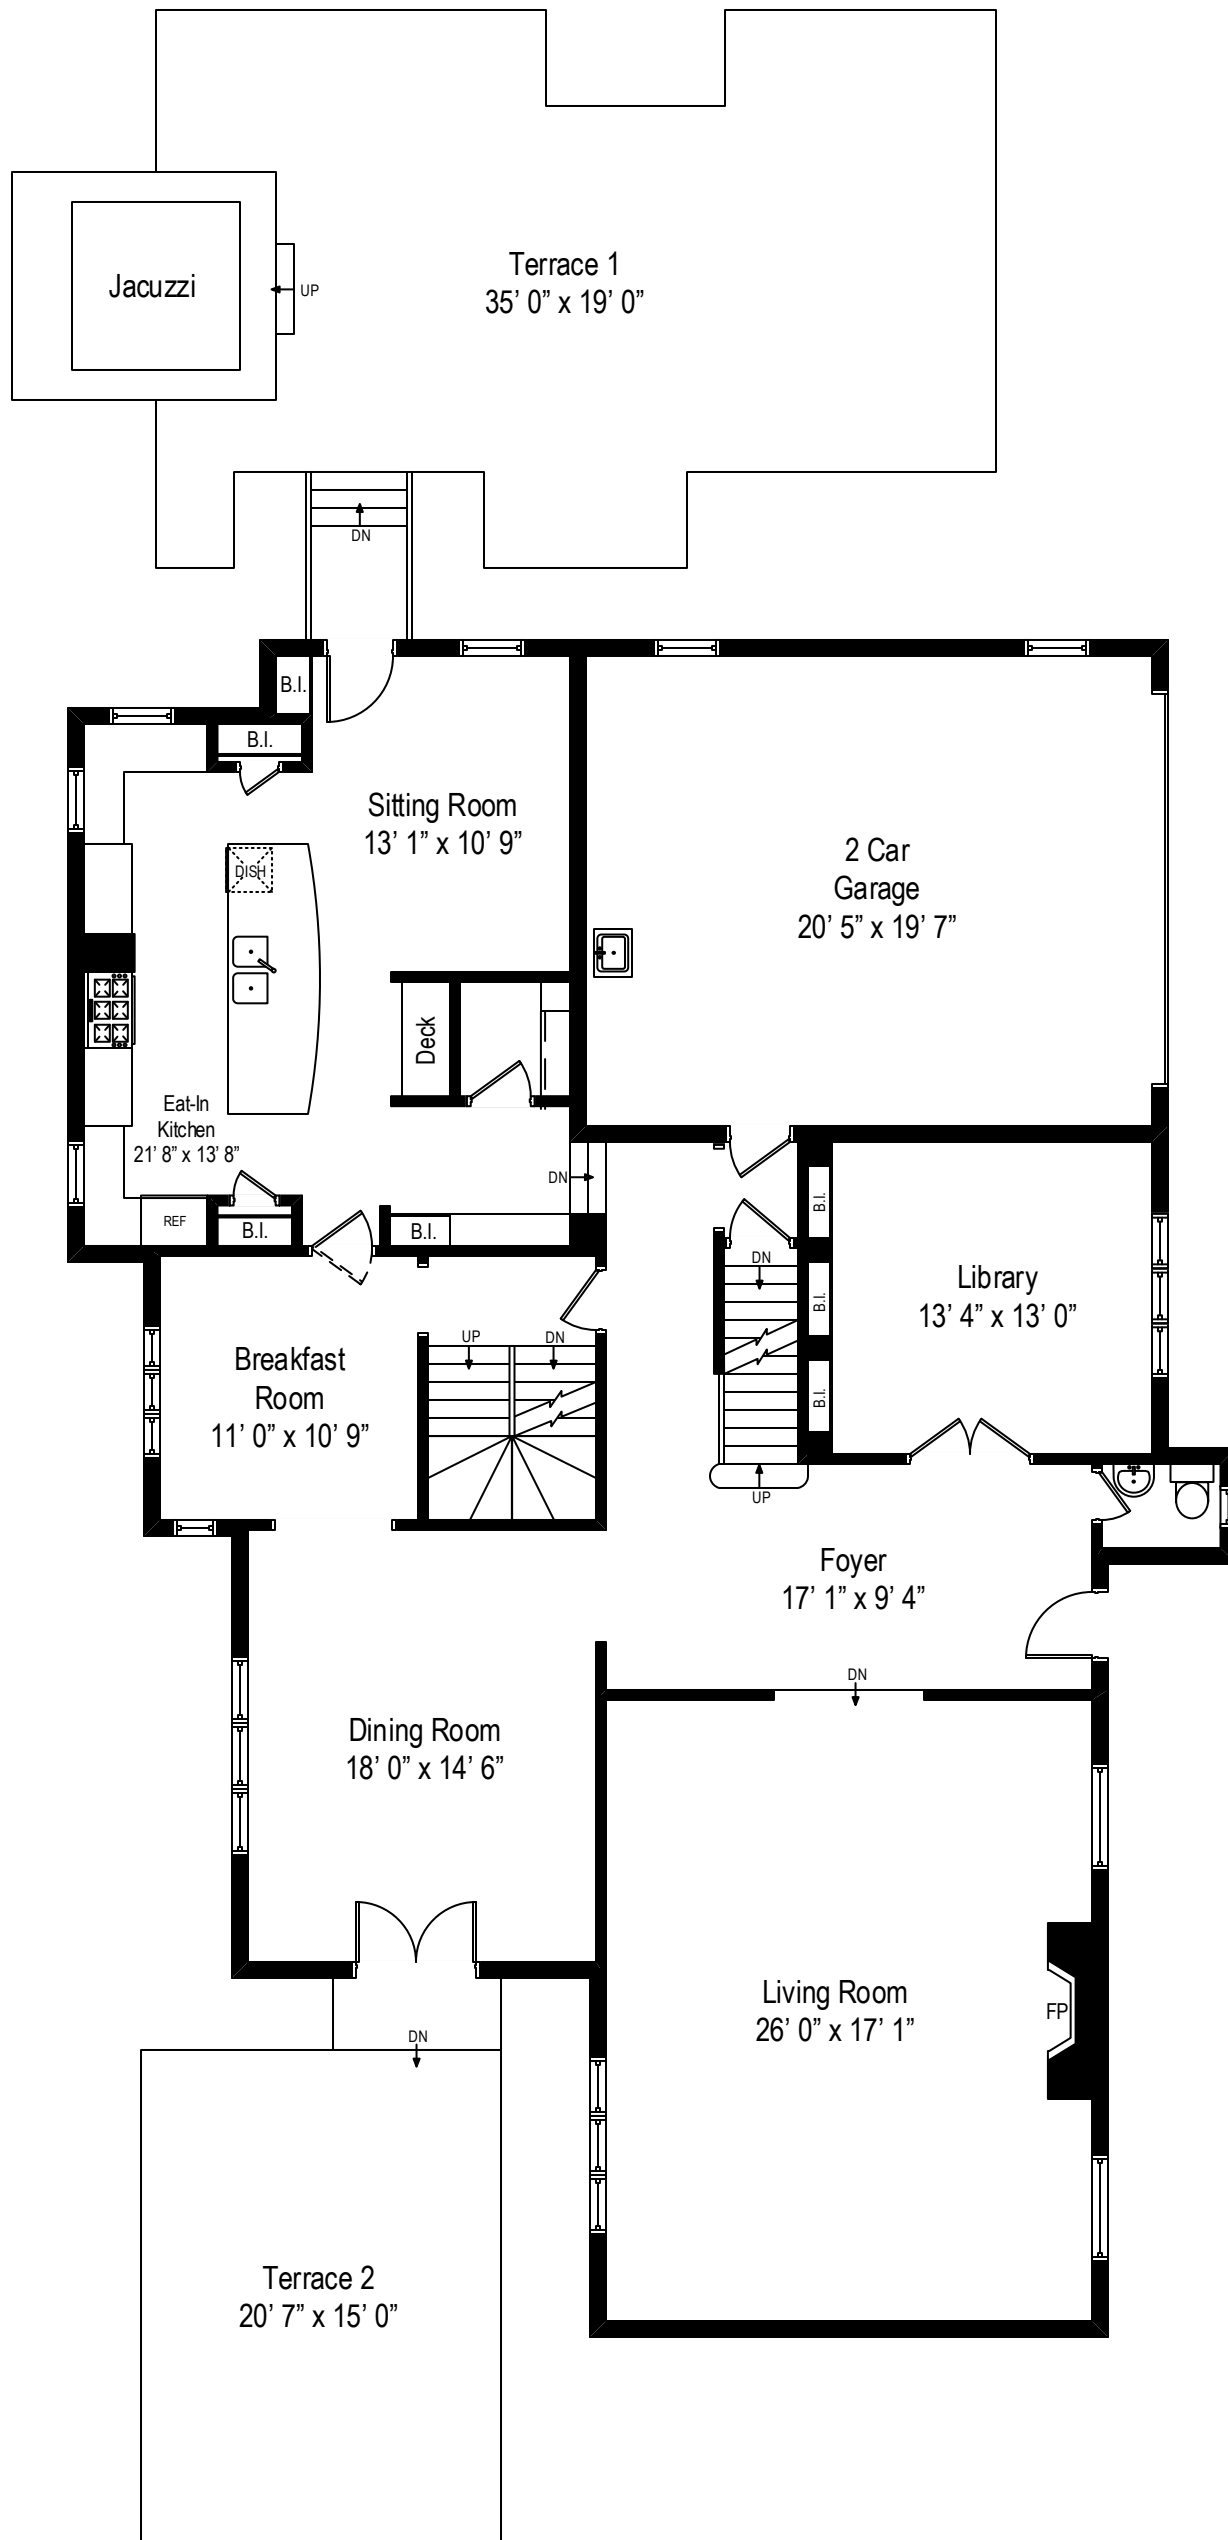 Terrace 1
35’ 0” x 19’ 0”
Jacuzzi
UP
DN
B.I.
B.I.
Sitting Room
13’ 1” x 10’ 9”
2 Car
Garage
20’ 5” x 19’ 7”
DISH
Deck
Eat-In
Kitchen
21’ 8” x 13’ 8”
DN
REF
B.I.
B.I.
B.I.
B.I.
B.I.
DN
Library
13’ 4” x 13’ 0”
UP
DN
Breakfast
Room
11’ 0” x 10’ 9”
UP
Foyer
17’ 1” x 9’ 4”
DN
Dining Room
18’ 0” x 14’ 6”
Living Room
26’ 0” x 17’ 1”
FP
DN
Terrace 2
20’ 7” x 15’ 0”